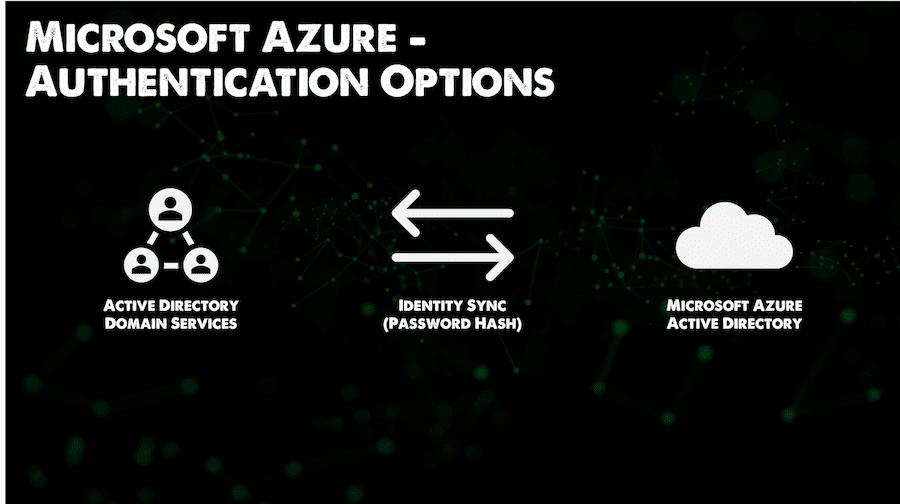 Microsoft Azure -
Authentication Options
Active Directory
Domain Services
Identity Sync
(Password Hash)
Microsoft Azure
Active Directory